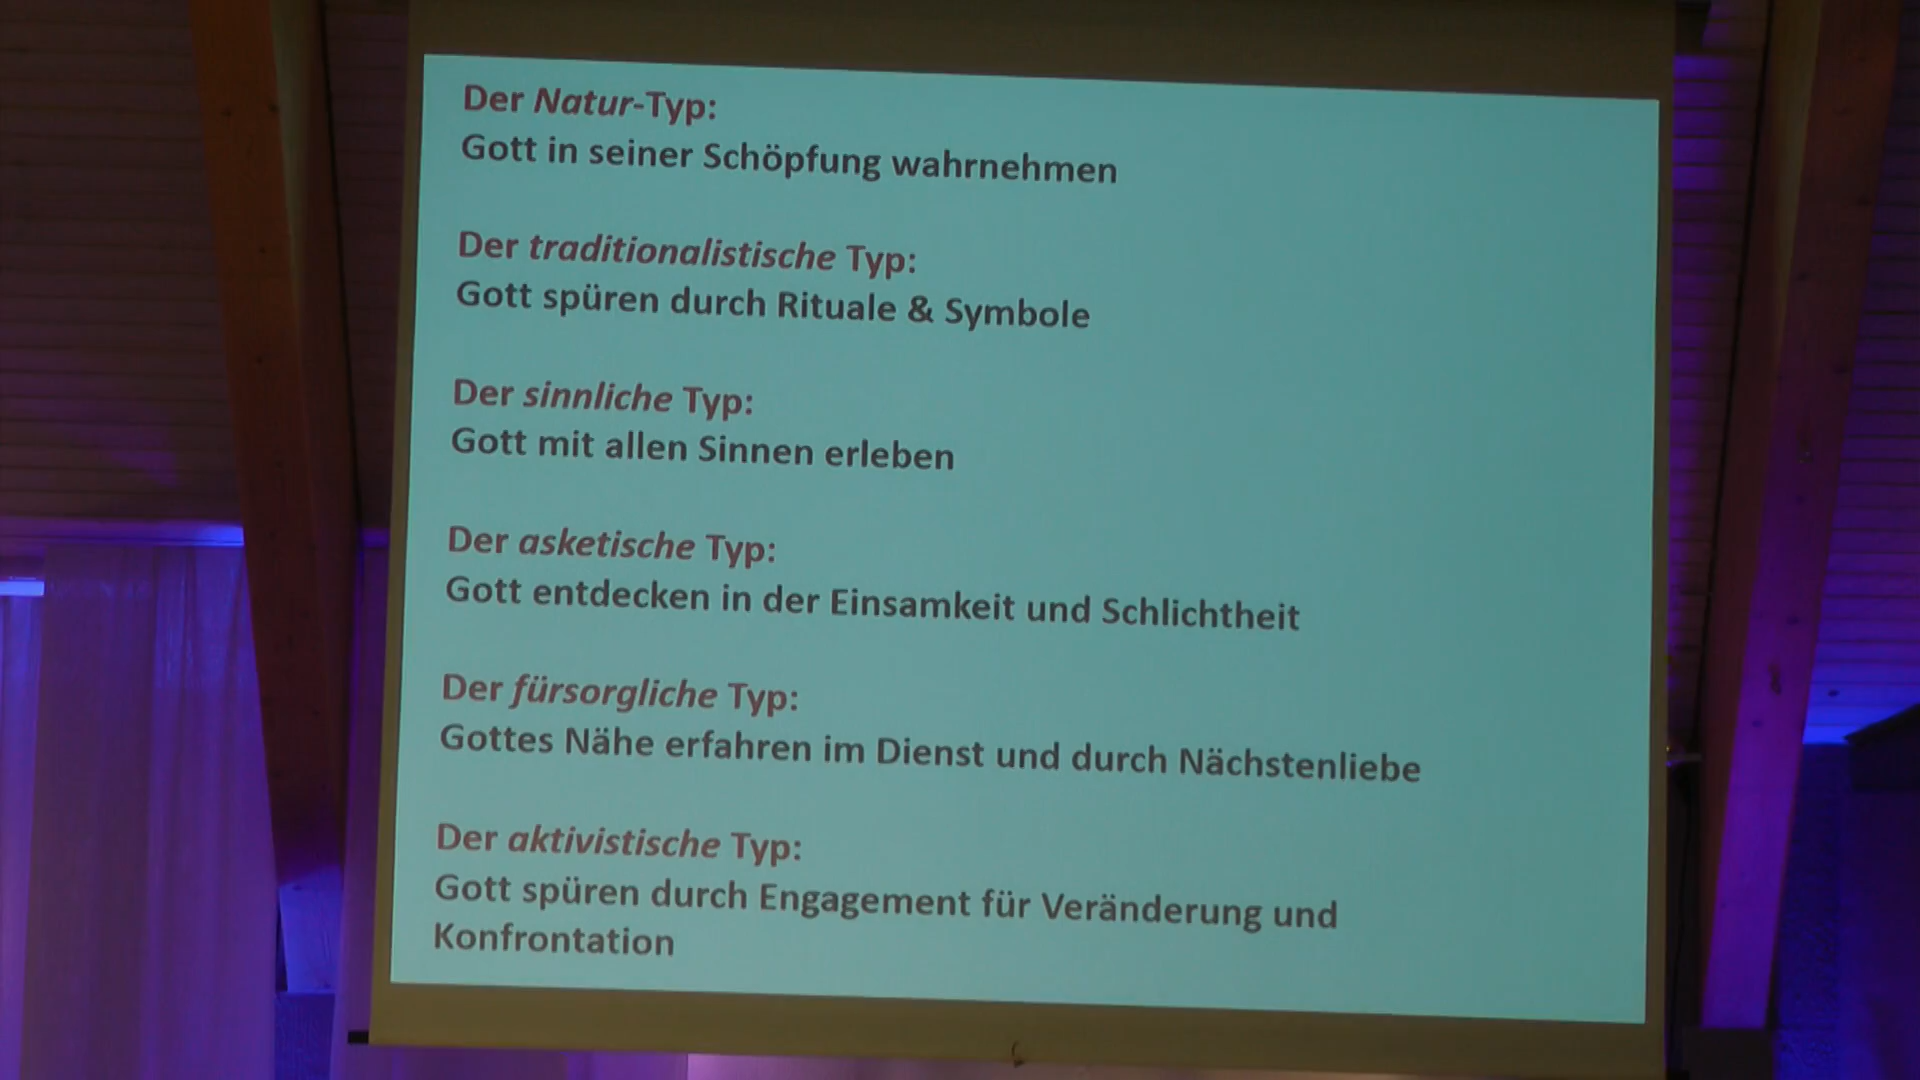 Der Natur-Typ:
Gott in seiner Schöpfung wahrnehmen
Der traditionalistische Typ:
Gott spüren durch Rituale & Symbole
Der sinnliche Typ:
Gott mit allen Sinnen erleben
Der asketische Typ:
Gott entdecken in der Einsamkeit und Schlichtheit
Der fürsorgliche Typ:
Gottes Nähe erfahren im Dienst und durch Nächstenliebe
Der aktivistische Typ:
Gott spüren durch Engagement für Veränderung und
Konfrontation